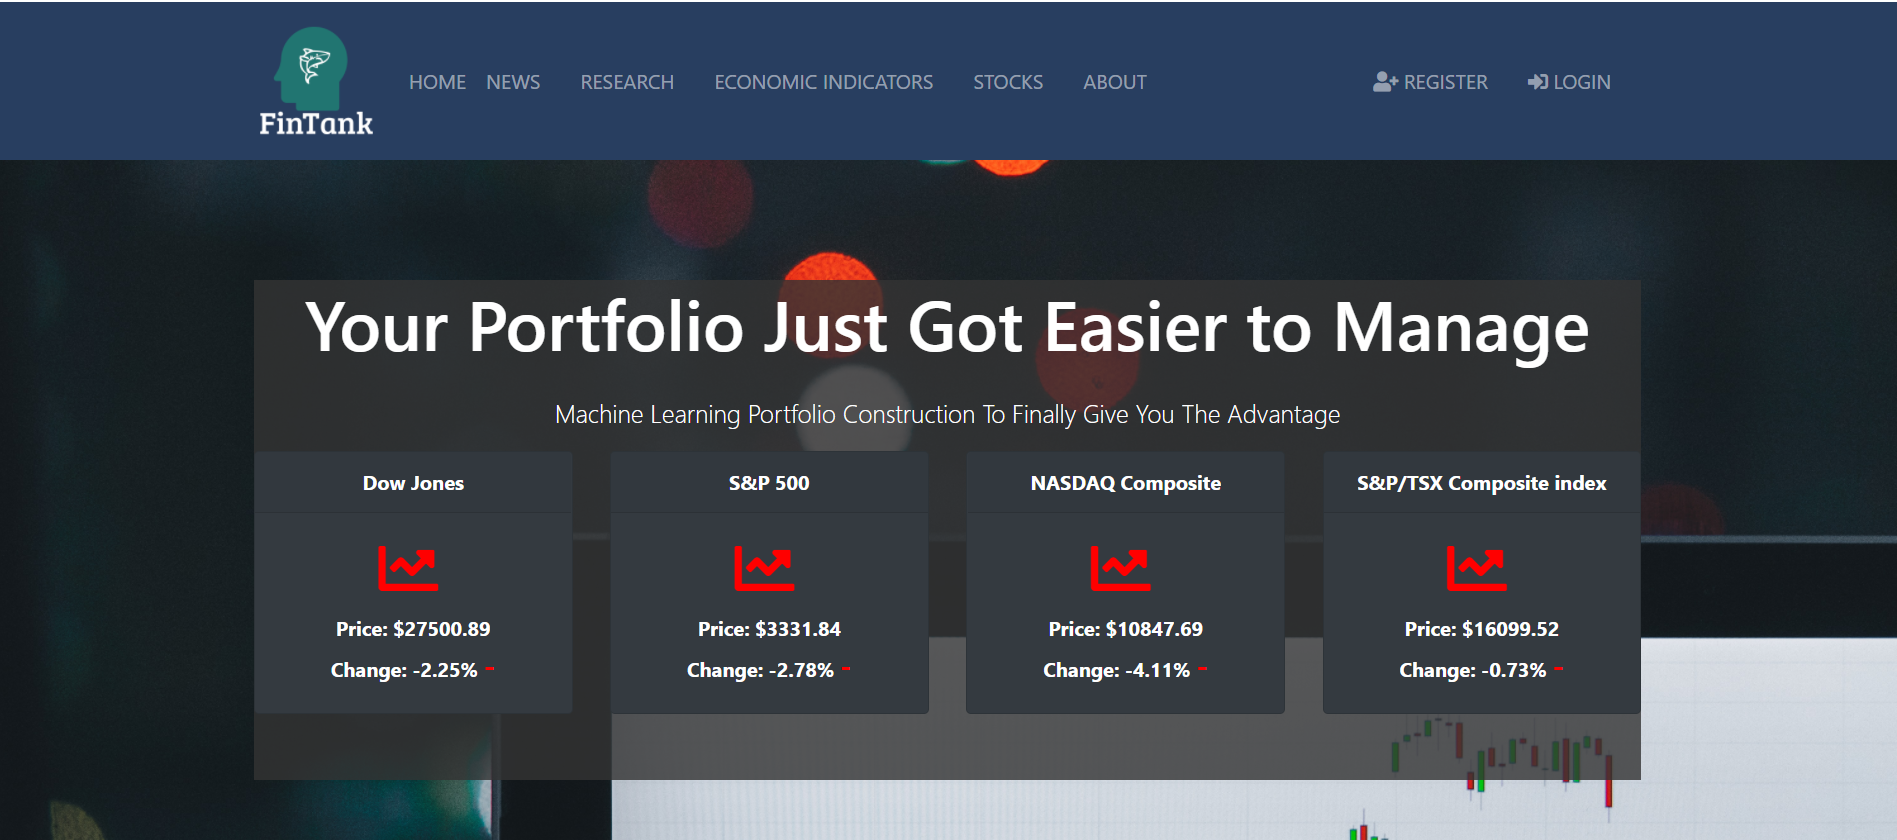 FinTank
HOME NEWS RESEARCH ECONOMIC INDICATORS STOCKS ABOUT REGISTER LOGIN
Your Portfolio Just Got Easier to Manage
Machine Learning Portfolio Construction To Finally Give You The Advantage
Dow Jones
Price: $27500.89
Change: -2.25%
S&P 500
Price: $3331.84
Change: -2.78%
NASDAQ Composite
Price: $10847.69
Change: -4.11%
S&P/TSX Composite index
Price: $16099.52
Change: -0.73%